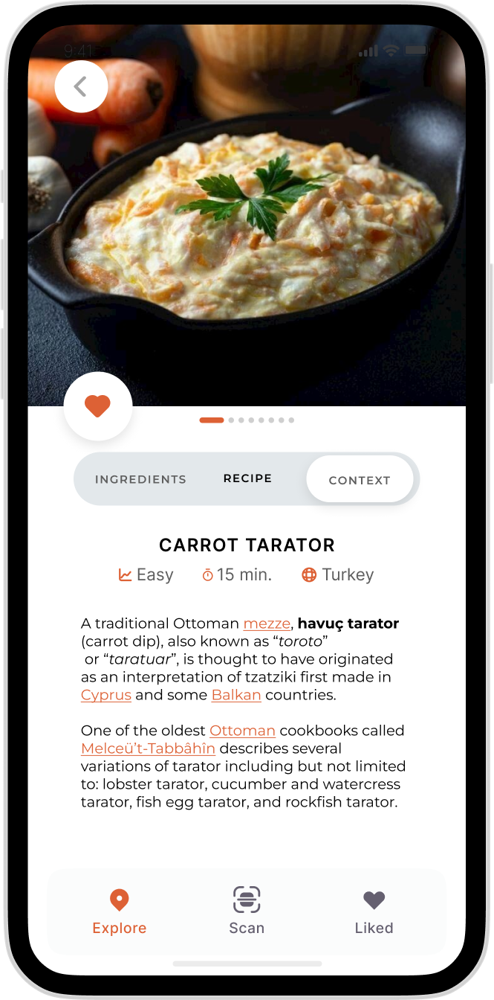 9:41
INGREDIENTS RECIPE CONTEXT
CARROT TARATOR
Easy 15 min. Turkey
A traditional Ottoman mezze, havuç tarator
(carrot dip), also known as “toroto”
or “taratuar”, is thought to have originated
as an interpretation of tzatziki first made in
Cyprus and some Balkan countries.
One of the oldest Ottoman cookbooks called
Melceü’t-Tabbâhîn describes several
variations of tarator including but not limited
to: lobster tarator, cucumber and watercress
tarator, fish egg tarator, and rockfish tarator.
Explore Scan Liked